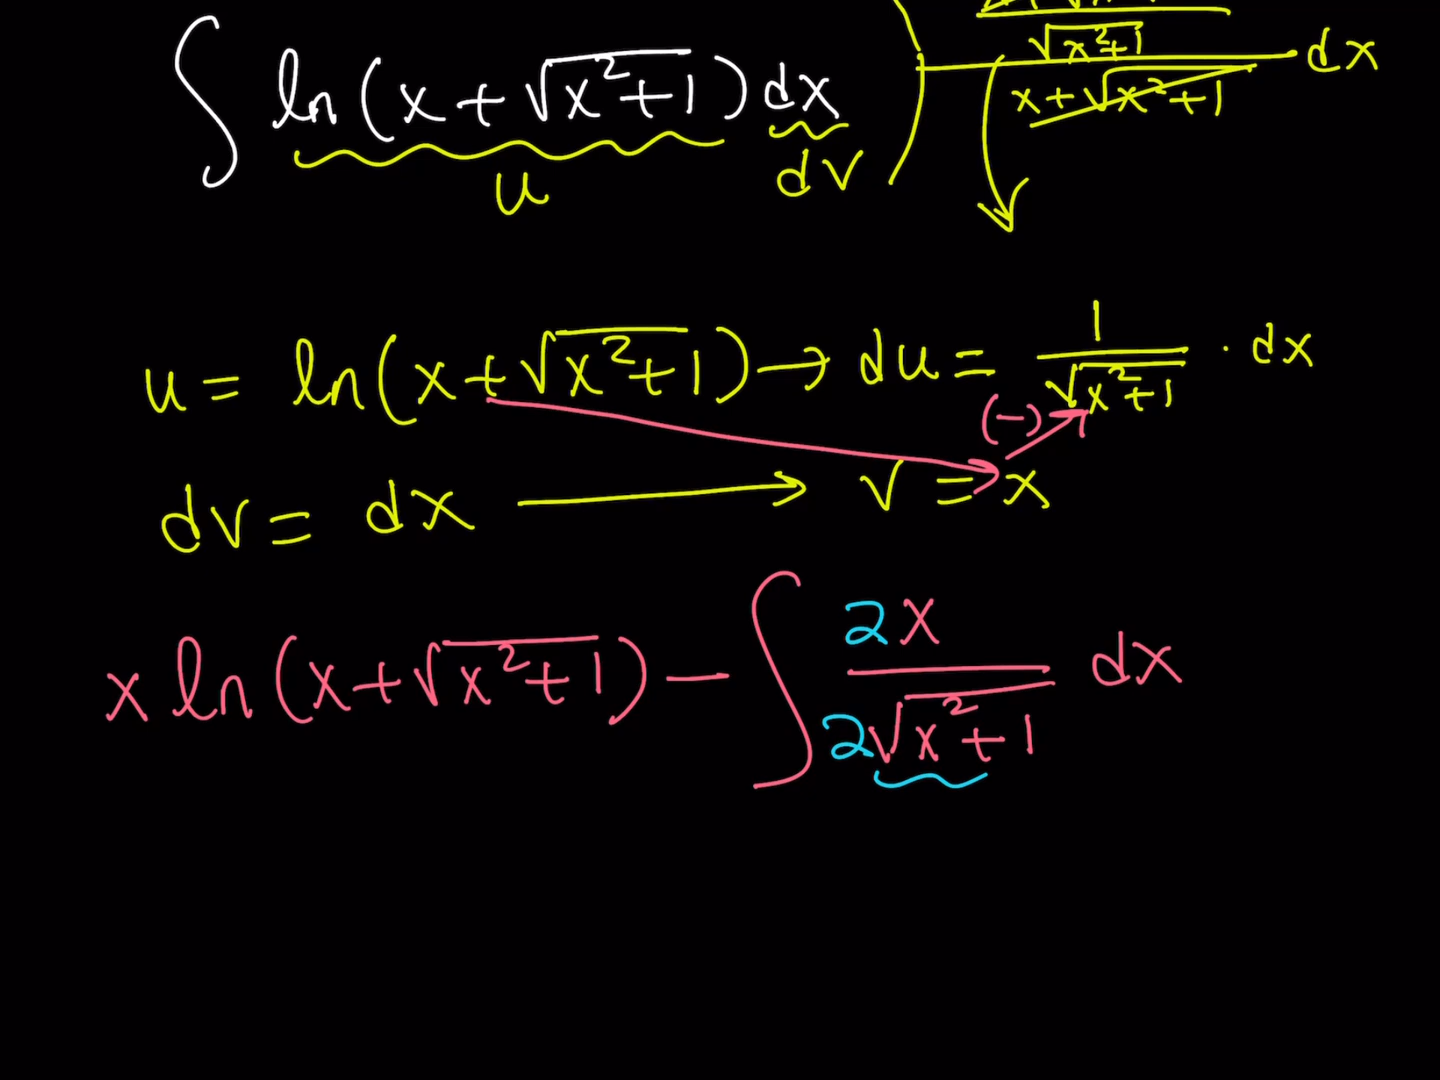 ∫ ln(x + √(x²+1)) dx
u dv
√(x²+1) dx
x + √(x²+1)
u = ln(x + √(x²+1)) → du = 1/√(x²+1) · dx
(−)
dv = dx → v = x
x ln(x + √(x²+1)) − ∫ 2x/(2√(x²+1)) dx